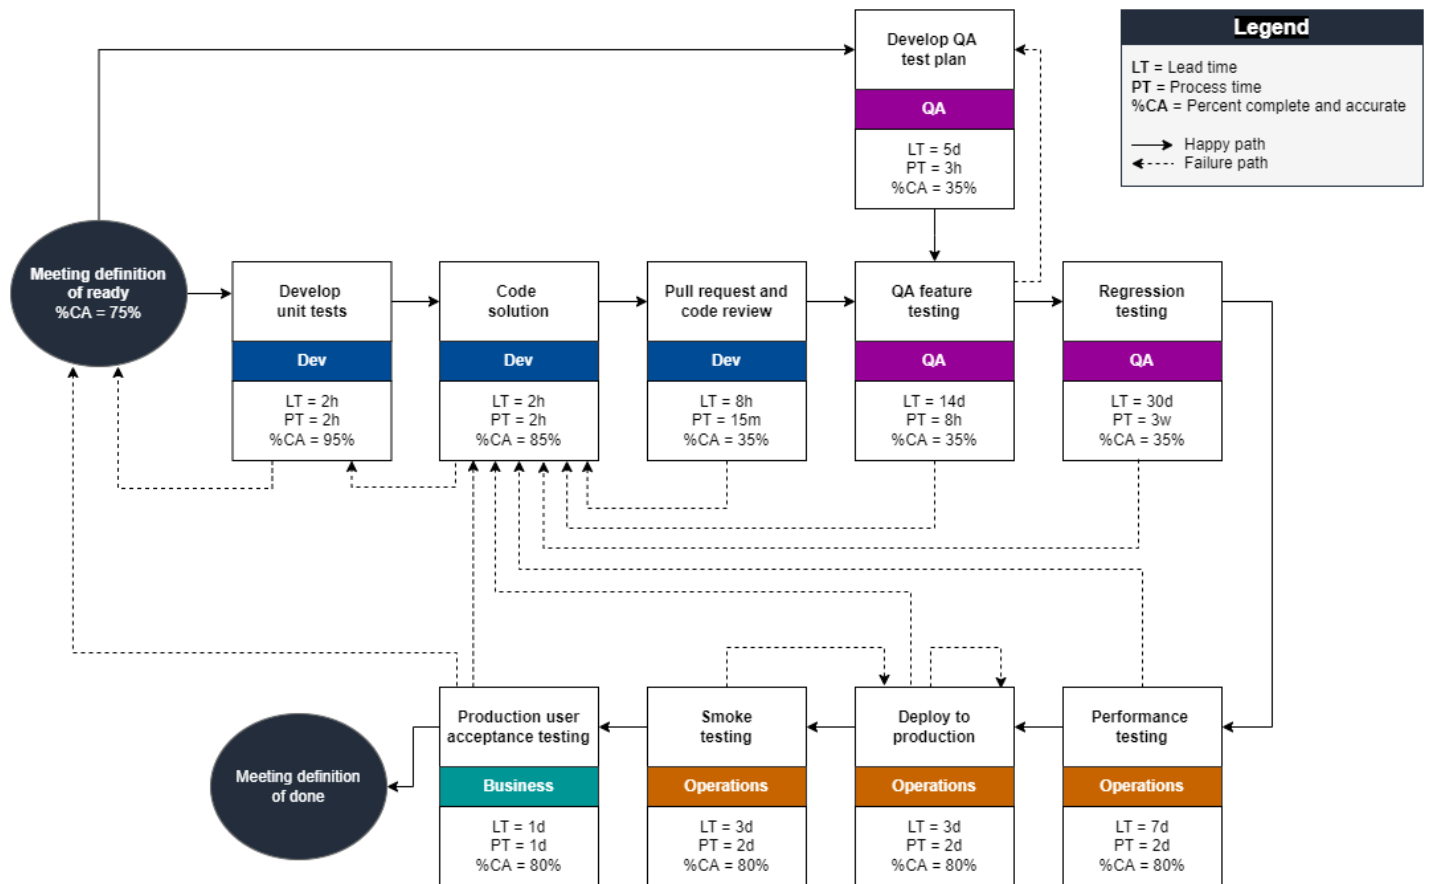 Develop QA
test plan
QA
LT = 5d
PT = 3h
%CA = 35%
Legend
LT = Lead time
PT = Process time
%CA = Percent complete and accurate
Happy path
Failure path
Meeting definition
of ready
%CA = 75%
Develop
unit tests
Dev
LT = 2h
PT = 2h
%CA = 95%
Code
solution
Dev
LT = 2h
PT = 2h
%CA = 85%
Pull request and
code review
Dev
LT = 8h
PT = 15m
%CA = 35%
QA feature
testing
QA
LT = 14d
PT = 8h
%CA = 35%
Regression
testing
QA
LT = 30d
PT = 3w
%CA = 35%
Meeting definition
of done
Production user
acceptance testing
Business
LT = 1d
PT = 1d
%CA = 80%
Smoke
testing
Operations
LT = 3d
PT = 2d
%CA = 80%
Deploy to
production
Operations
LT = 3d
PT = 2d
%CA = 80%
Performance
testing
Operations
LT = 7d
PT = 2d
%CA = 80%